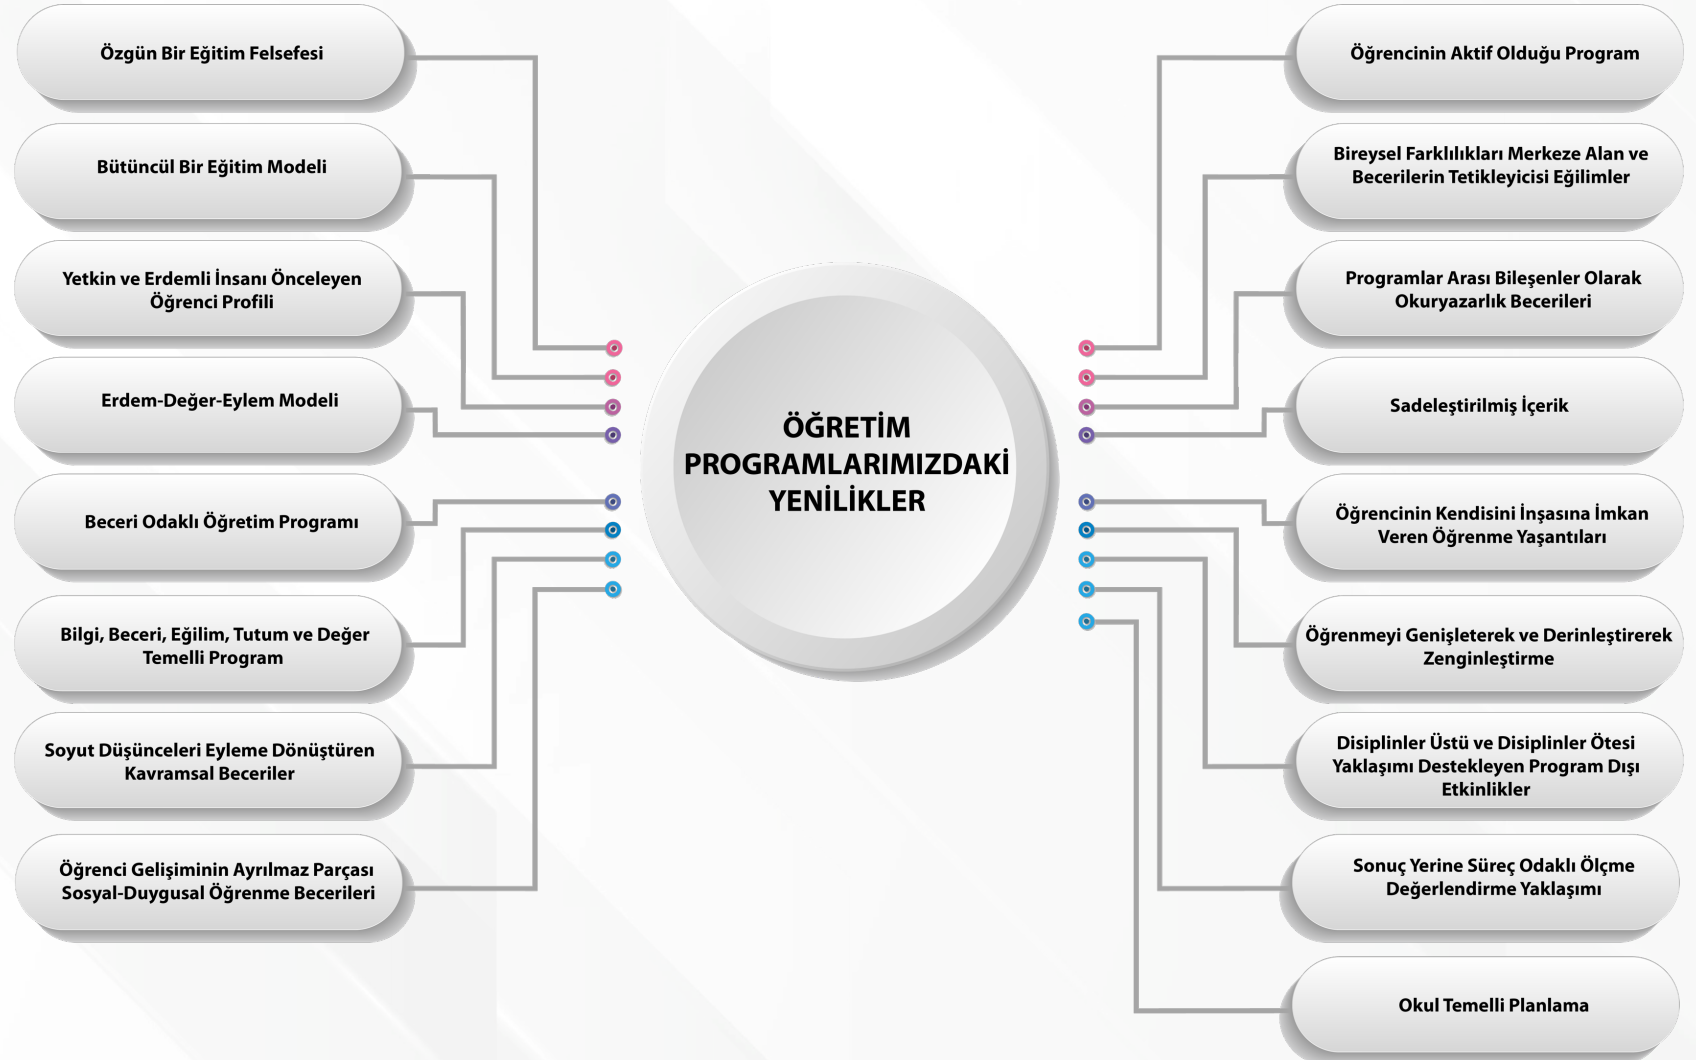 Özgün Bir Eğitim Felsefesi
Bütüncül Bir Eğitim Modeli
Yetkin ve Erdemli İnsanı Önceleyen
Öğrenci Profili
Erdem-Değer-Eylem Modeli
Beceri Odaklı Öğretim Programı
Bilgi, Beceri, Eğilim, Tutum ve Değer
Temelli Program
Soyut Düşünceleri Eyleme Dönüştüren
Kavramsal Beceriler
Öğrenci Gelişiminin Ayrılmaz Parçası
Sosyal-Duygusal Öğrenme Becerileri
ÖĞRETİM
PROGRAMLARIMIZDAKİ
YENİLİKLER
Öğrencinin Aktif Olduğu Program
Bireysel Farklılıkları Merkeze Alan ve
Becerilerin Tetikleyicisi Eğilimler
Programlar Arası Bileşenler Olarak
Okuryazarlık Becerileri
Sadeleştirilmiş İçerik
Öğrencinin Kendisini İnşasına İmkan
Veren Öğrenme Yaşantıları
Öğrenmeyi Genişleterek ve Derinleştirerek
Zenginleştirme
Disiplinler Üstü ve Disiplinler Ötesi
Yaklaşımı Destekleyen Program Dışı
Etkinlikler
Sonuç Yerine Süreç Odaklı Ölçme
Değerlendirme Yaklaşımı
Okul Temelli Planlama